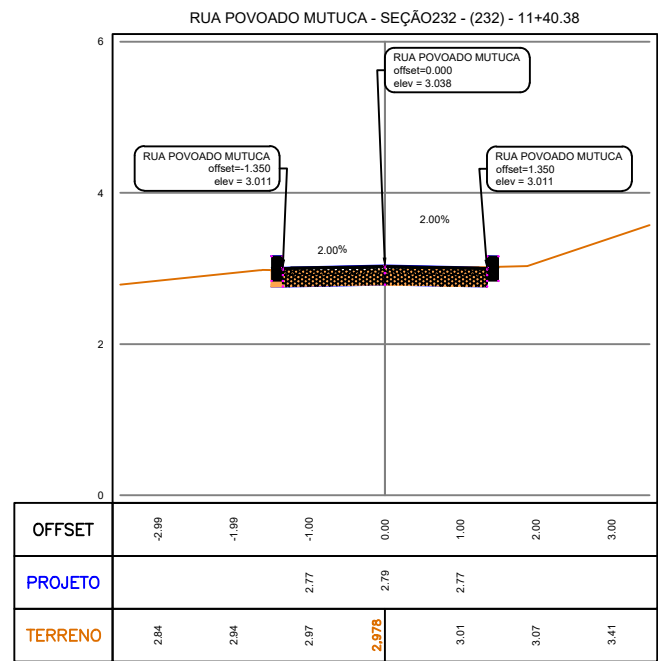 RUA POVOADO MUTUCA - SEÇÃO232 - (232) - 11+40.38
6
RUA POVOADO MUTUCA
offset=0.000
elev = 3.038
RUA POVOADO MUTUCA
offset=-1.350
elev = 3.011
RUA POVOADO MUTUCA
offset=1.350
elev = 3.011
4
2.00%
2.00%
2
0
OFFSET -2.99 -1.99 -1.00 0.00 1.00 2.00 3.00
PROJETO 2.77 2.79 2.77
TERRENO 2.84 2.94 2.97 2,978 3.01 3.07 3.41